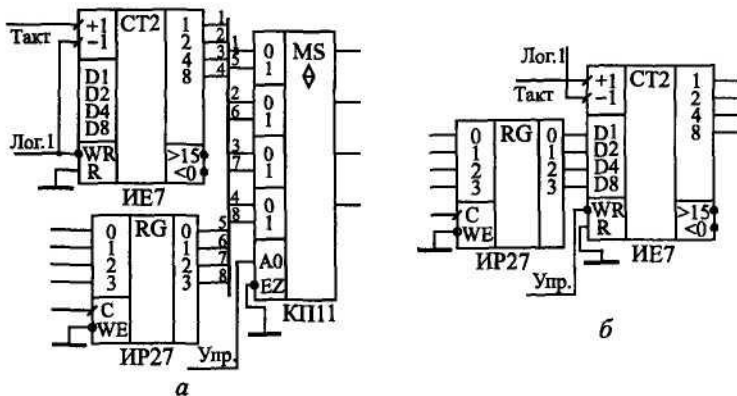 Такт
+1 CT2 1 1
−1 2 2
4 3
8 4
D1
D2
D4
D8
Лог.1
WR >15
R <0
ИЕ7
0 RG 0 5
1 1 6
2 2 7
3 3 8
C
WE
ИР27
1 0 MS
5 1
2 0
6 1
3 0
7 1
4 0
8 1
A0
EZ
КП11
Упр.
а
Лог.1
Такт
+1 CT2 1
−1 2
4
8
0 RG 0 D1
1 1 D2
2 2 D4
3 3 D8
C
WE
ИР27
WR >15
R <0
ИЕ7
Упр.
б